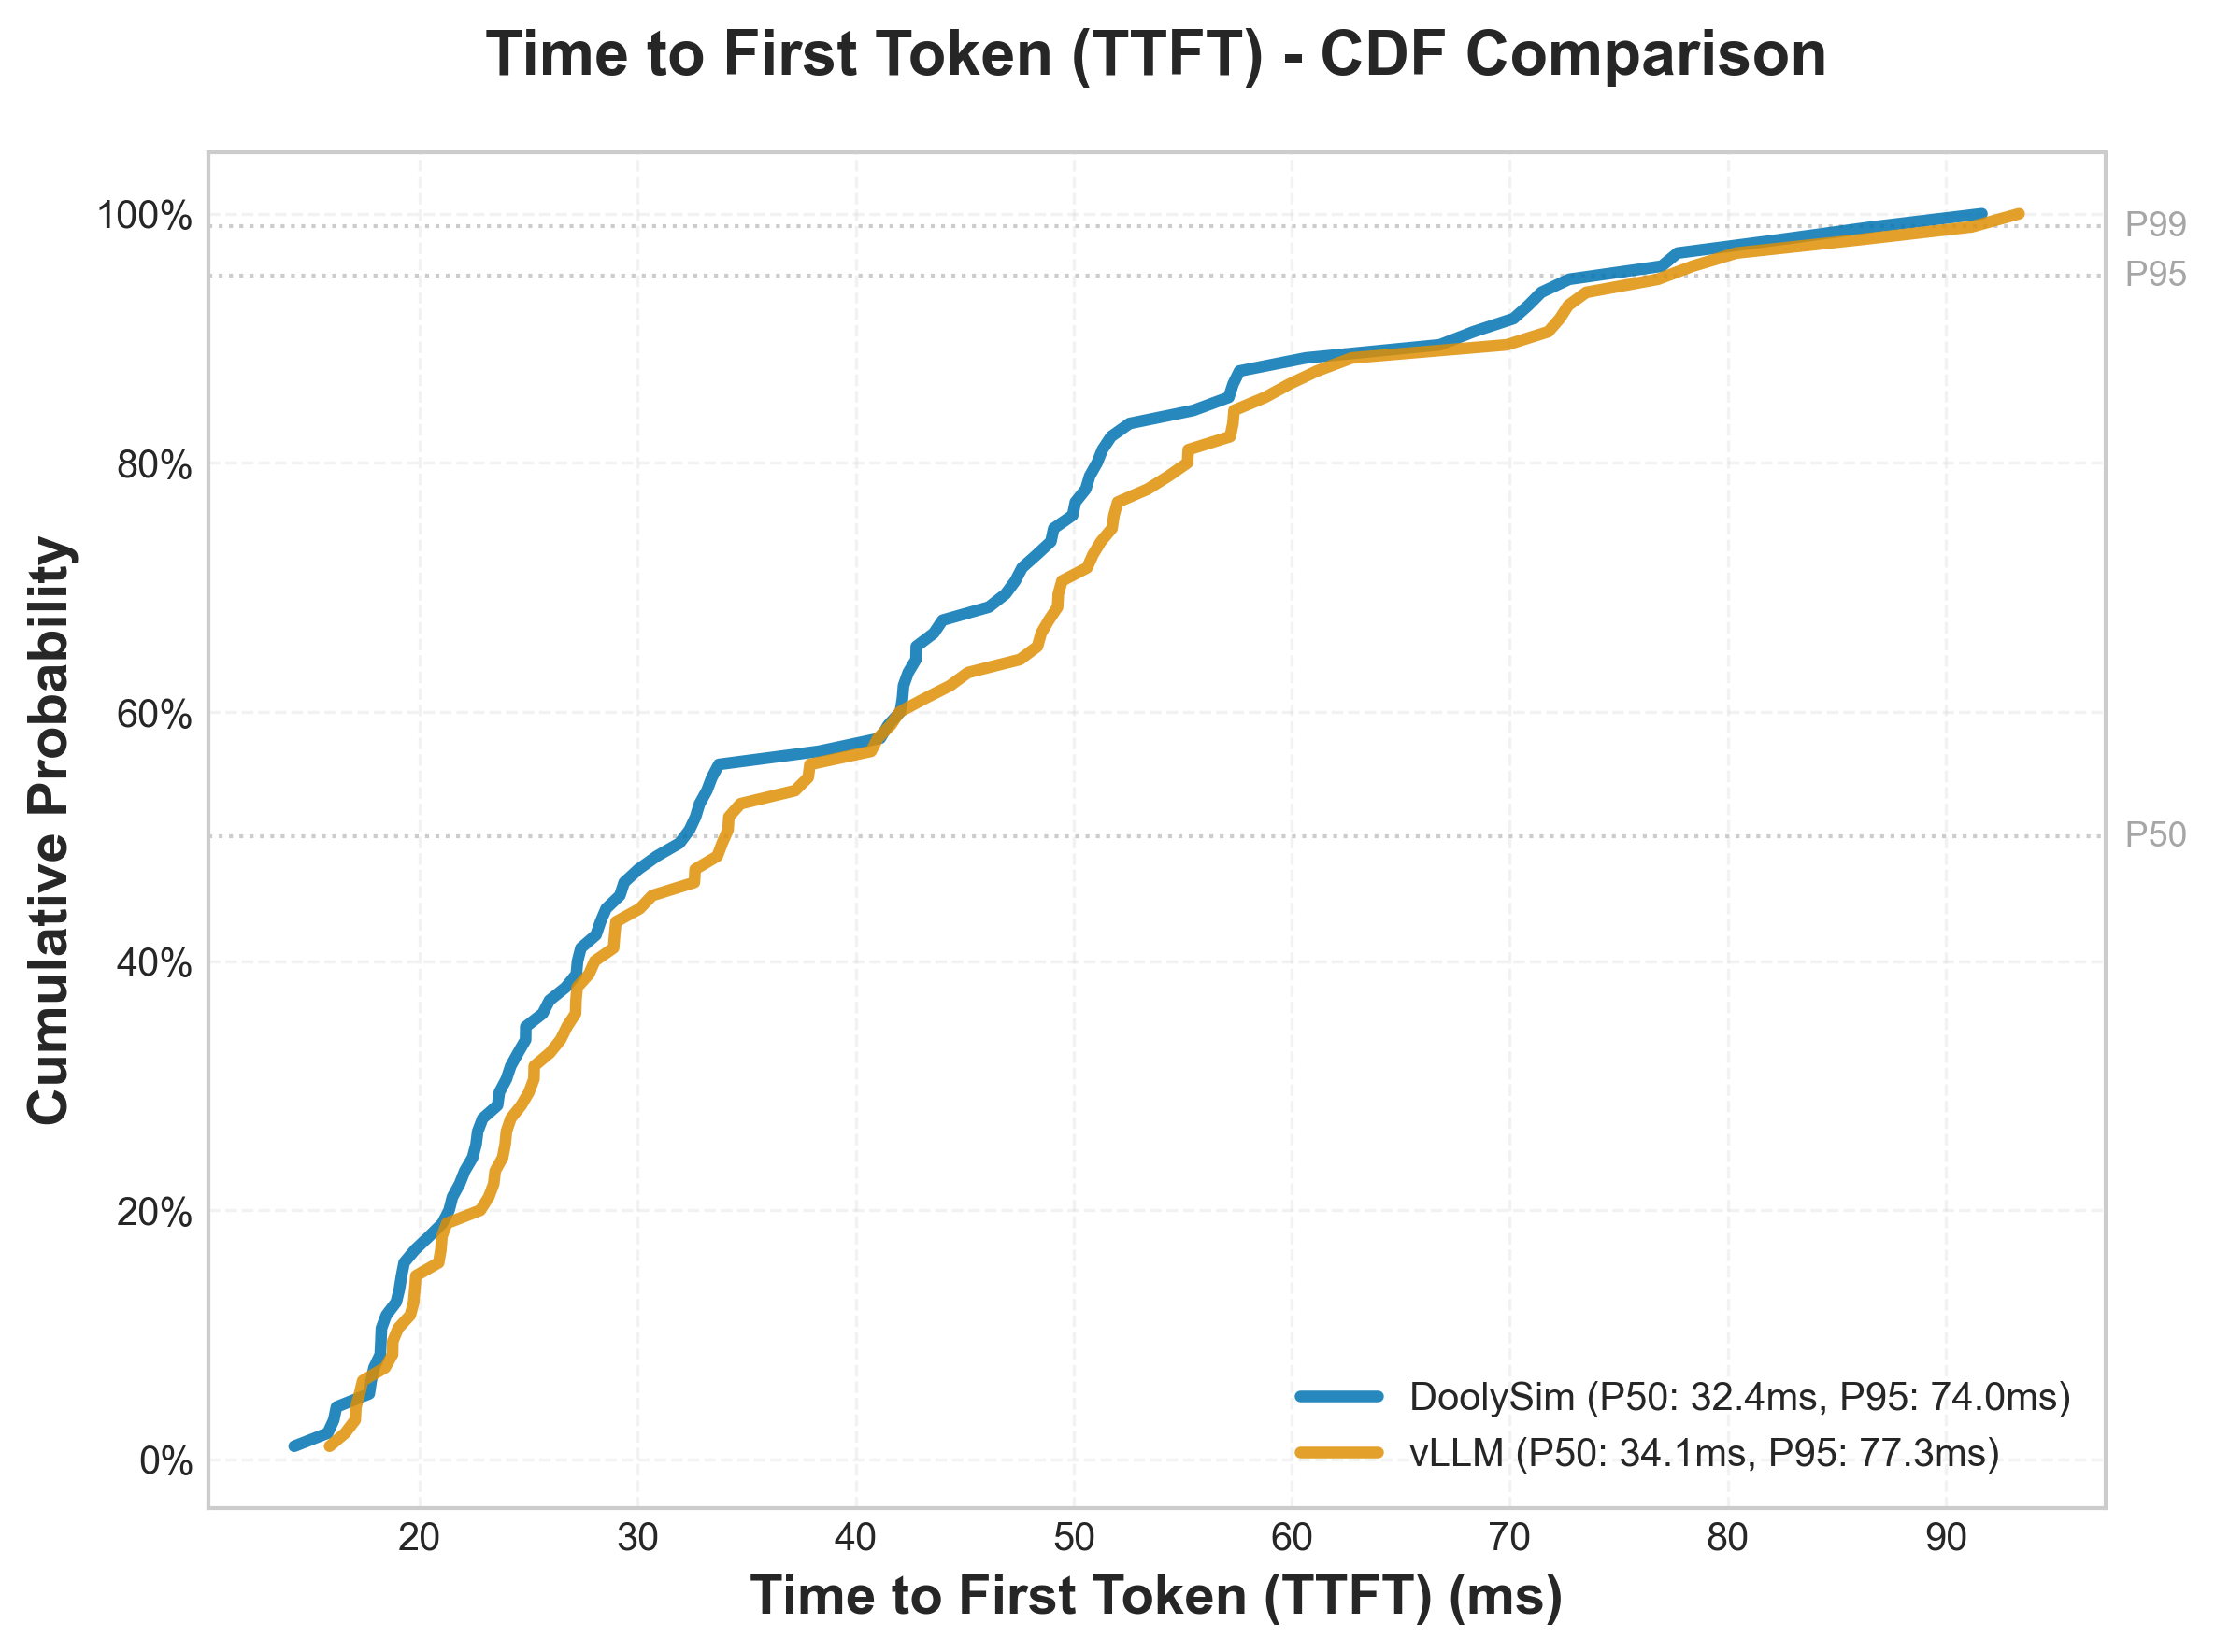 Time to First Token (TTFT) - CDF Comparison
Cumulative Probability
100%
80%
60%
40%
20%
0%
P99
P95
P50
DoolySim (P50: 32.4ms, P95: 74.0ms)
vLLM (P50: 34.1ms, P95: 77.3ms)
20 30 40 50 60 70 80 90
Time to First Token (TTFT) (ms)